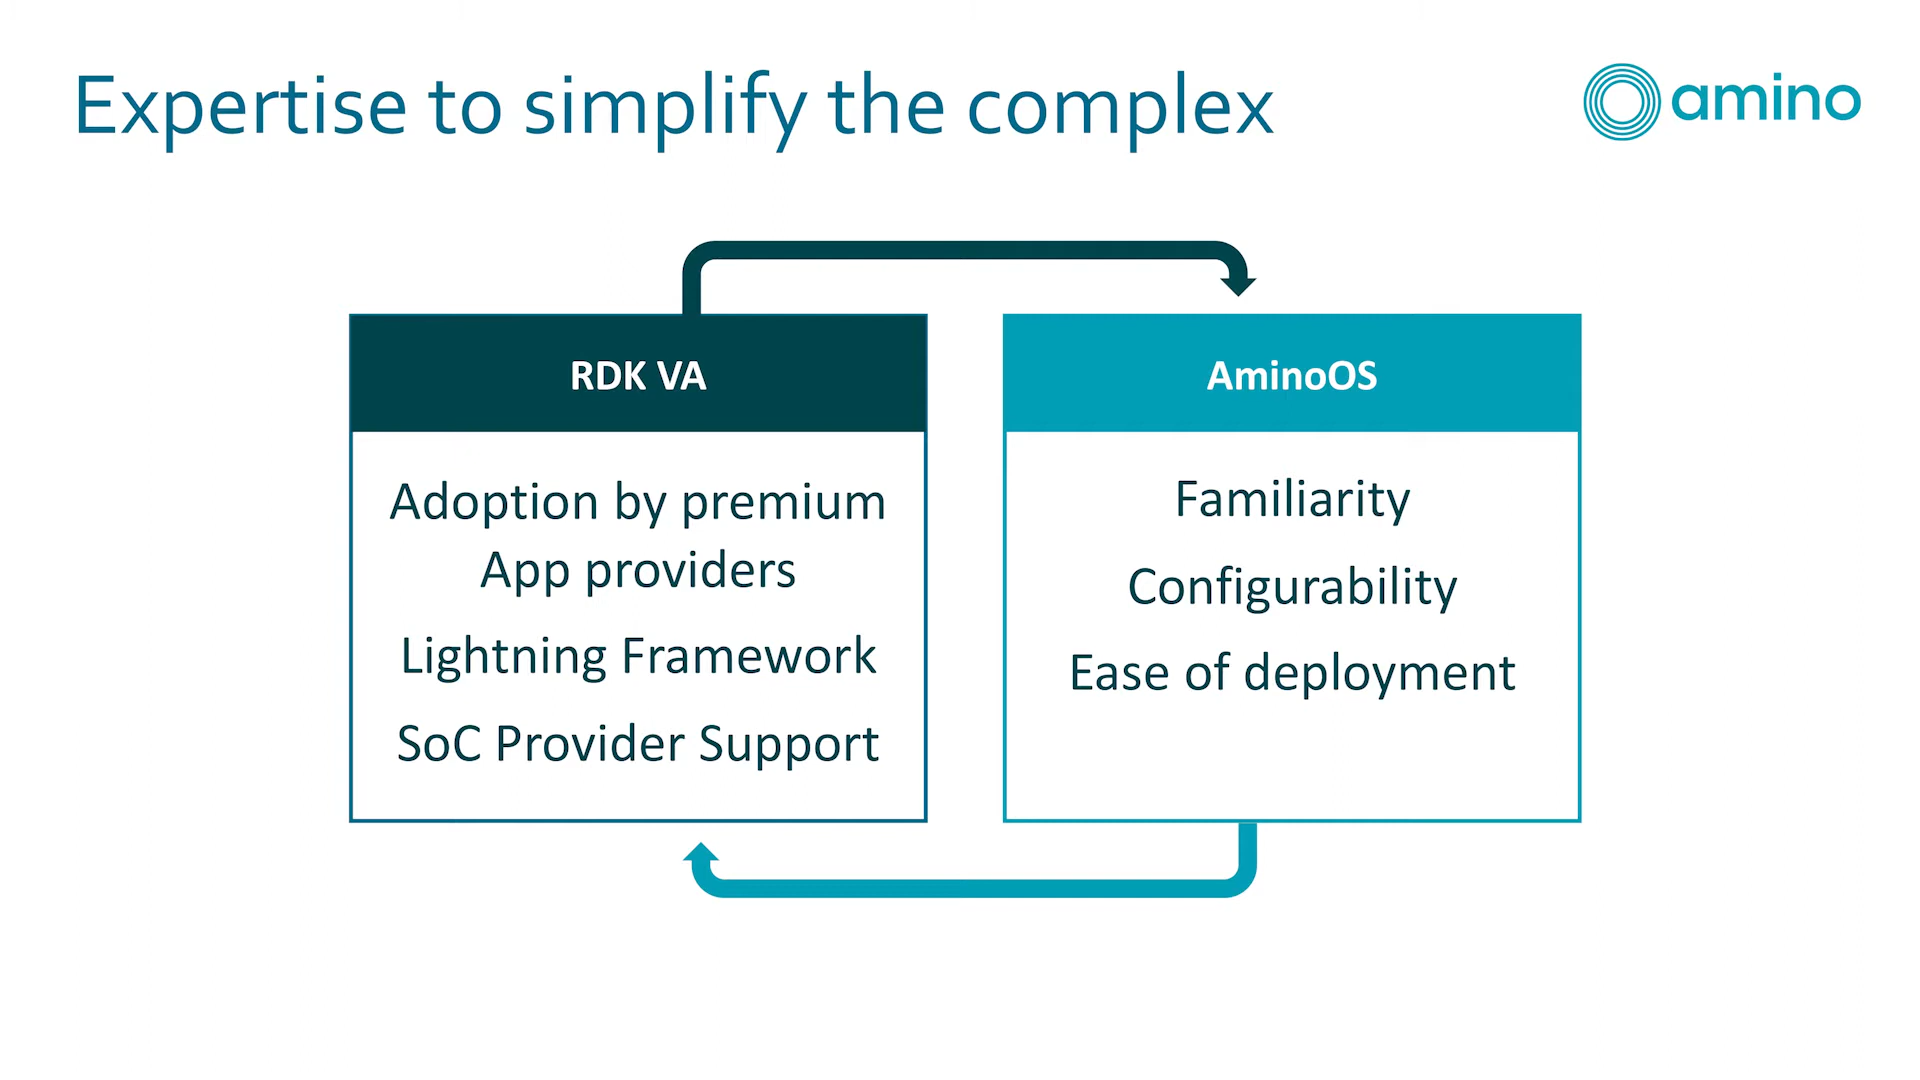 Expertise to simplify the complex
amino
RDK VA
Adoption by premium
App providers
Lightning Framework
SoC Provider Support
AminoOS
Familiarity
Configurability
Ease of deployment